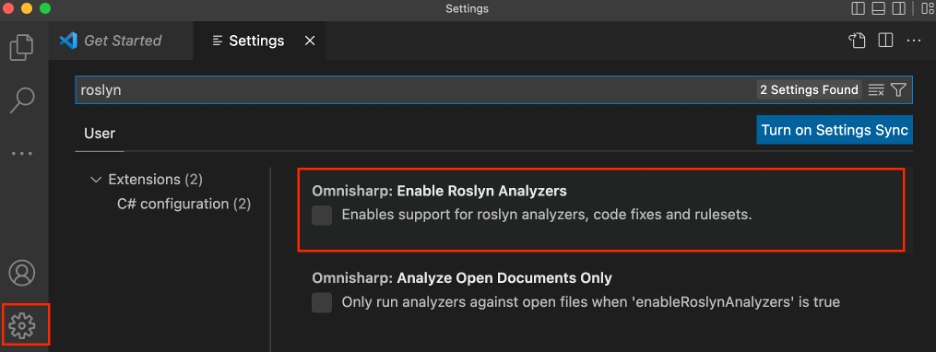 Settings
Get Started
Settings
roslyn
2 Settings Found
User
Turn on Settings Sync
Extensions (2)
C# configuration (2)
Omnisharp: Enable Roslyn Analyzers
Enables support for roslyn analyzers, code fixes and rulesets.
Omnisharp: Analyze Open Documents Only
Only run analyzers against open files when 'enableRoslynAnalyzers' is true